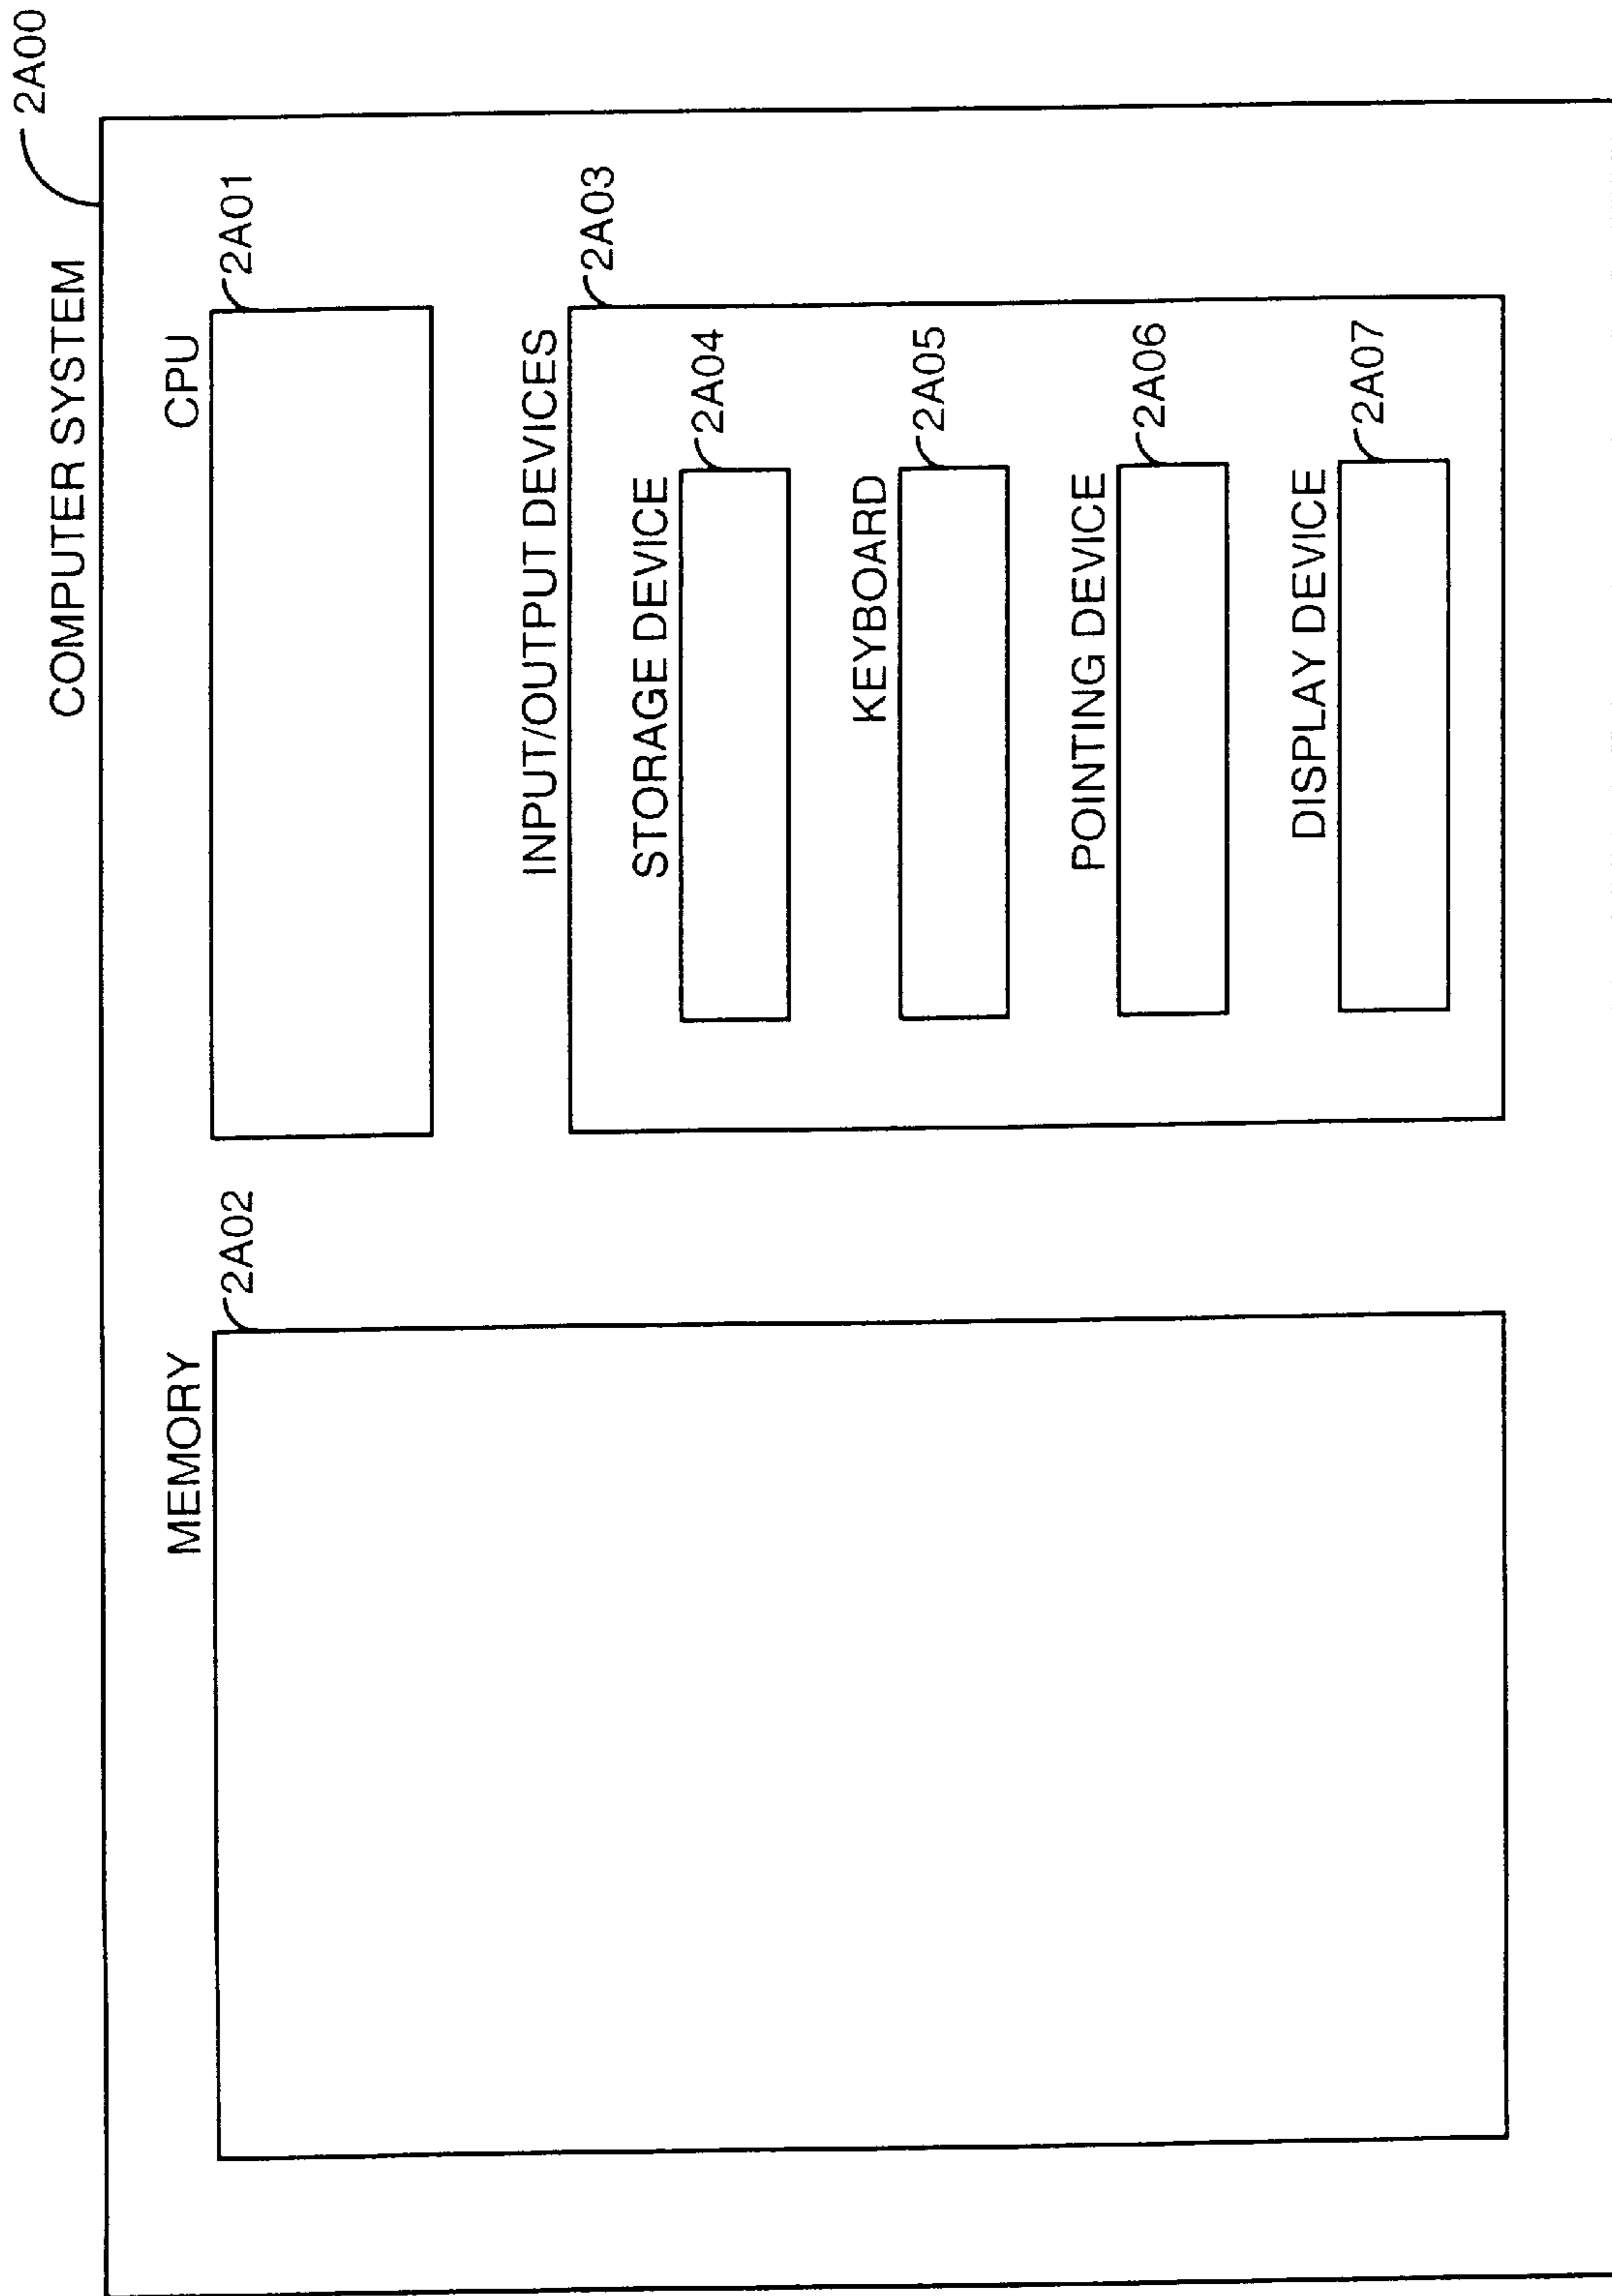 2A00
COMPUTER SYSTEM
MEMORY
2A02
CPU
2A01
INPUT/OUTPUT DEVICES
2A03
STORAGE DEVICE
2A04
KEYBOARD
2A05
POINTING DEVICE
2A06
DISPLAY DEVICE
2A07